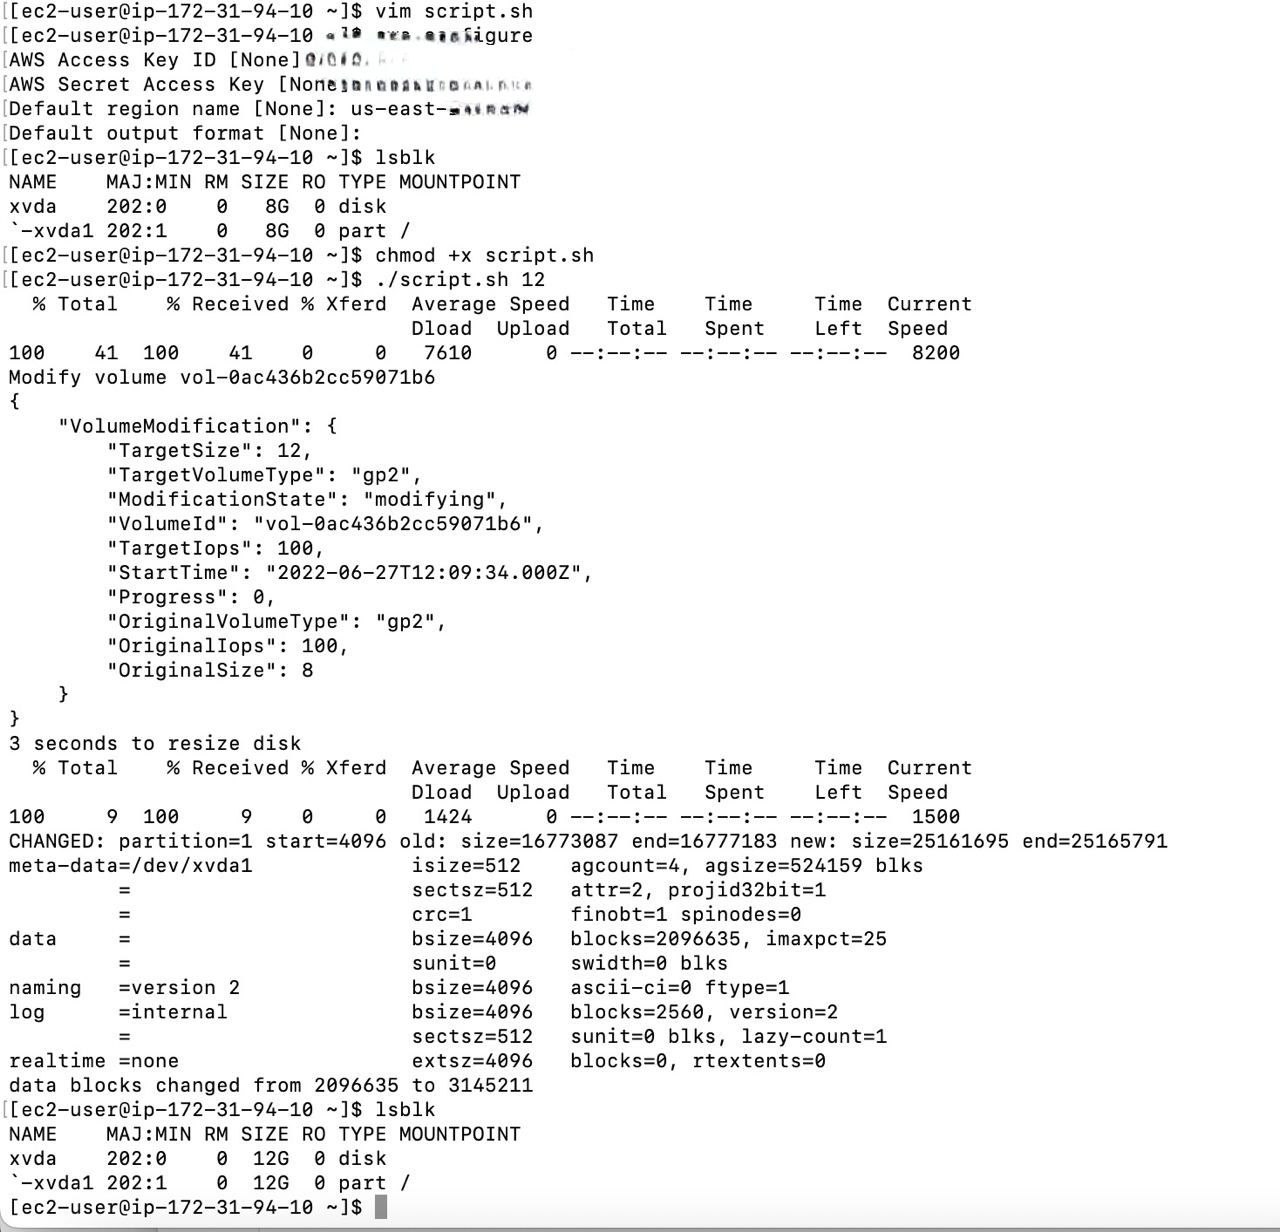 [[ec2-user@ip-172-31-94-10 ~]$ vim script.sh
[[ec2-user@ip-172-31-94-10
[AWS Access Key ID [None]
[AWS Secret Access Key [None
[Default region name [None]: us-east-
[Default output format [None]:
[[ec2-user@ip-172-31-94-10 ~]$ lsblk
NAME    MAJ:MIN RM SIZE RO TYPE MOUNTPOINT
xvda    202:0    0   8G  0 disk
`-xvda1 202:1    0   8G  0 part /
[[ec2-user@ip-172-31-94-10 ~]$ chmod +x script.sh
[[ec2-user@ip-172-31-94-10 ~]$ ./script.sh 12
  % Total    % Received % Xferd  Average Speed   Time    Time     Time  Current
                                 Dload  Upload   Total   Spent    Left  Speed
100    41  100    41    0     0   7610      0 --:--:-- --:--:-- --:--:--  8200
Modify volume vol-0ac436b2cc59071b6
{
    "VolumeModification": {
        "TargetSize": 12,
        "TargetVolumeType": "gp2",
        "ModificationState": "modifying",
        "VolumeId": "vol-0ac436b2cc59071b6",
        "TargetIops": 100,
        "StartTime": "2022-06-27T12:09:34.000Z",
        "Progress": 0,
        "OriginalVolumeType": "gp2",
        "OriginalIops": 100,
        "OriginalSize": 8
    }
}
3 seconds to resize disk
  % Total    % Received % Xferd  Average Speed   Time    Time     Time  Current
                                 Dload  Upload   Total   Spent    Left  Speed
100     9  100     9    0     0   1424      0 --:--:-- --:--:-- --:--:--  1500
CHANGED: partition=1 start=4096 old: size=16773087 end=16777183 new: size=25161695 end=25165791
meta-data=/dev/xvda1             isize=512    agcount=4, agsize=524159 blks
         =                       sectsz=512   attr=2, projid32bit=1
         =                       crc=1        finobt=1 spinodes=0
data     =                       bsize=4096   blocks=2096635, imaxpct=25
         =                       sunit=0      swidth=0 blks
naming   =version 2              bsize=4096   ascii-ci=0 ftype=1
log      =internal               bsize=4096   blocks=2560, version=2
         =                       sectsz=512   sunit=0 blks, lazy-count=1
realtime =none                   extsz=4096   blocks=0, rtextents=0
data blocks changed from 2096635 to 3145211
[[ec2-user@ip-172-31-94-10 ~]$ lsblk
NAME    MAJ:MIN RM SIZE RO TYPE MOUNTPOINT
xvda    202:0    0  12G  0 disk
`-xvda1 202:1    0  12G  0 part /
[ec2-user@ip-172-31-94-10 ~]$